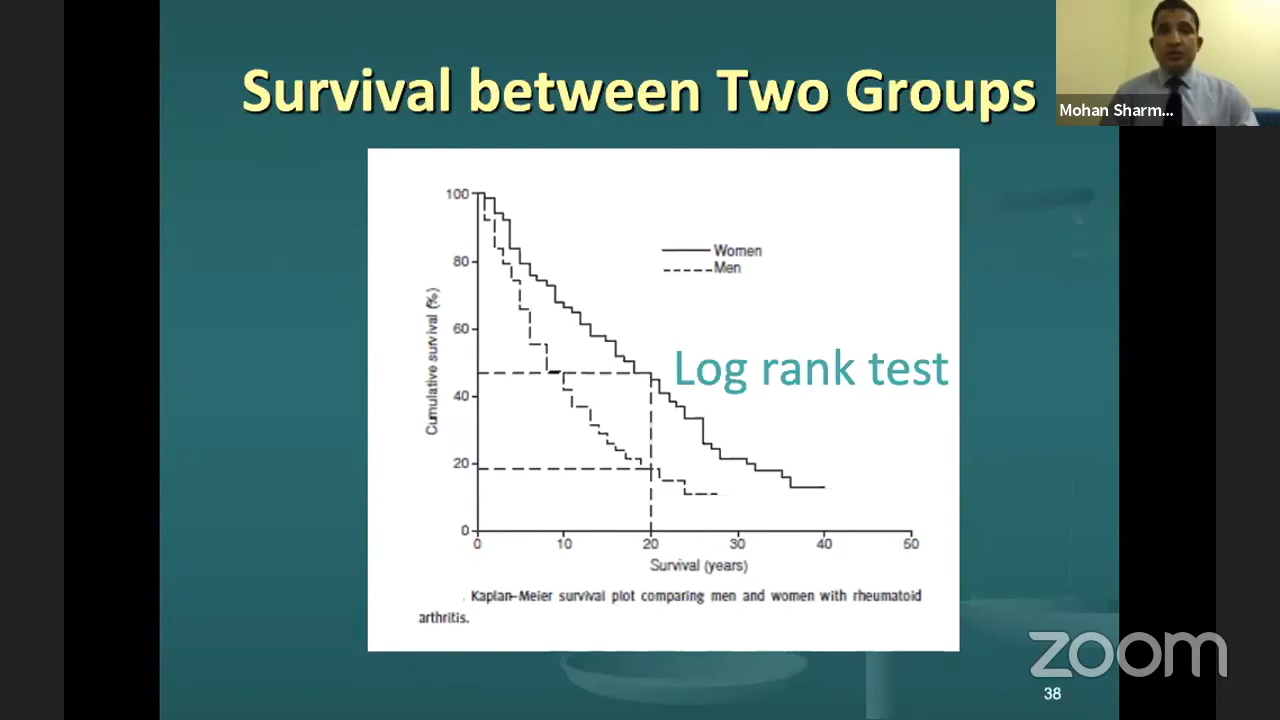 Survival between Two Groups
Mohan Sharm...
100
80
60
40
20
0
Cumulative survival (%)
Women
Men
Log rank test
0 10 20 30 40 50
Survival (years)
. Kaplan–Meier survival plot comparing men and women with rheumatoid
arthritis.
zoom
38